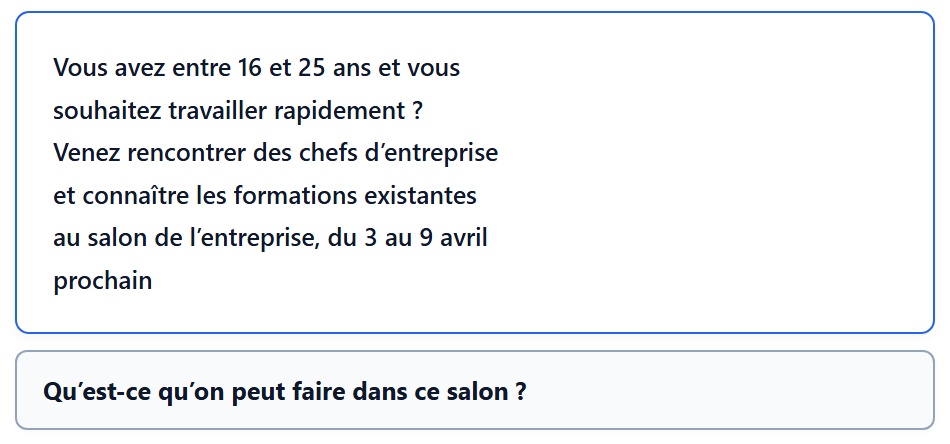 Vous avez entre 16 et 25 ans et vous
souhaitez travailler rapidement ?
Venez rencontrer des chefs d’entreprise
et connaître les formations existantes
au salon de l’entreprise, du 3 au 9 avril
prochain
Qu’est-ce qu’on peut faire dans ce salon ?